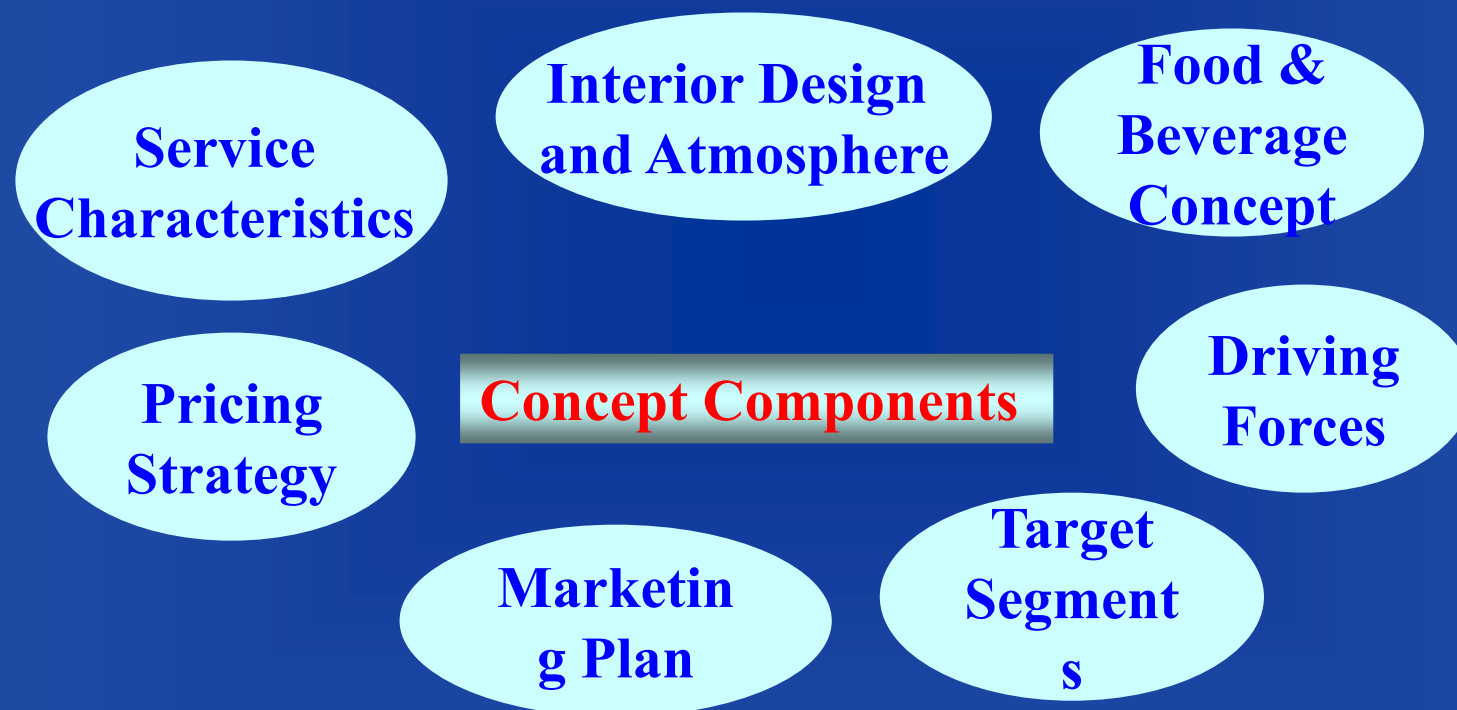 Service
Characteristics
Interior Design
and Atmosphere
Food &
Beverage
Concept
Pricing
Strategy
Concept Components
Driving
Forces
Marketin
g Plan
Target
Segment
s